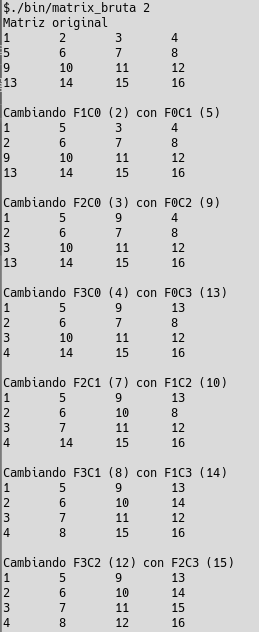 $./bin/matrix_bruta 2
Matriz original
1 2 3 4
5 6 7 8
9 10 11 12
13 14 15 16
Cambiando F1C0 (2) con F0C1 (5)
1 5 3 4
2 6 7 8
9 10 11 12
13 14 15 16
Cambiando F2C0 (3) con F0C2 (9)
1 5 9 4
2 6 7 8
3 10 11 12
13 14 15 16
Cambiando F3C0 (4) con F0C3 (13)
1 5 9 13
2 6 7 8
3 10 11 12
4 14 15 16
Cambiando F2C1 (7) con F1C2 (10)
1 5 9 13
2 6 10 8
3 7 11 12
4 14 15 16
Cambiando F3C1 (8) con F1C3 (14)
1 5 9 13
2 6 10 14
3 7 11 12
4 8 15 16
Cambiando F3C2 (12) con F2C3 (15)
1 5 9 13
2 6 10 14
3 7 11 15
4 8 12 16